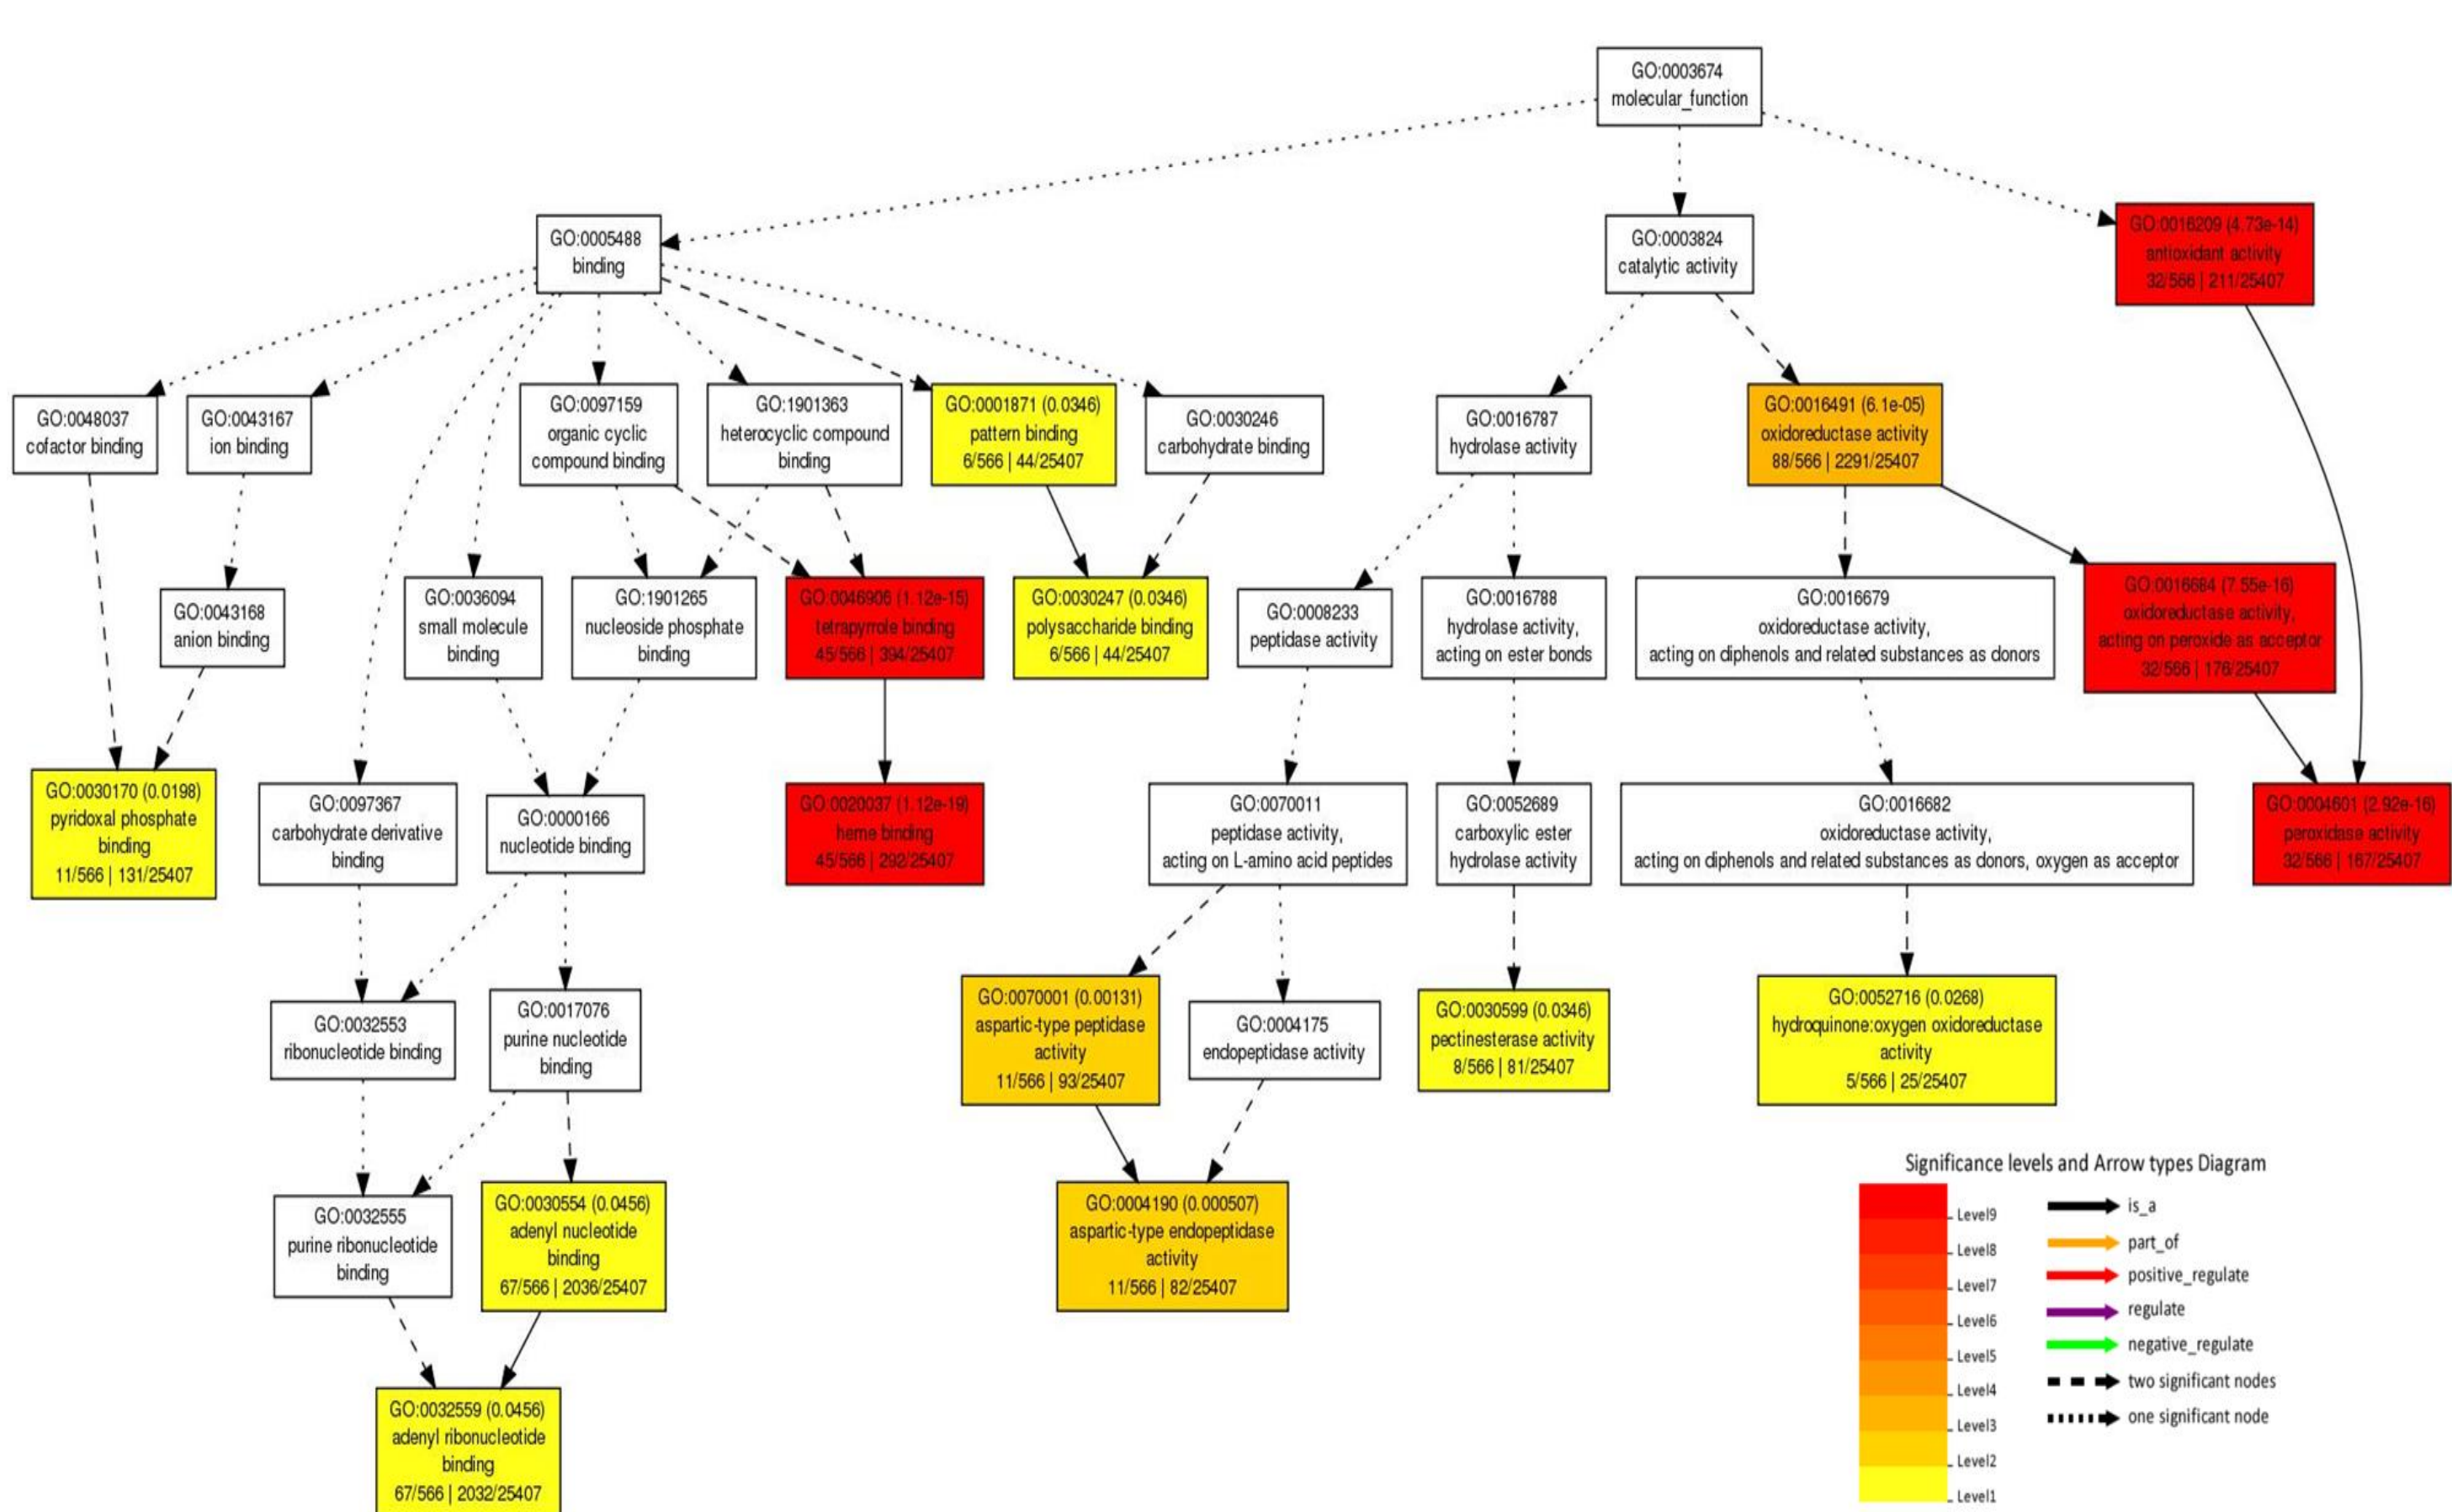 GO:0003674
molecular_function
GO:0005488
binding
GO:0003824
catalytic activity
GO:0016209 (4.73e-14)
antioxidant activity
32/566 | 211/25407
GO:0048037
cofactor binding
GO:0043167
ion binding
GO:0097159
organic cyclic
compound binding
GO:1901363
heterocyclic compound
binding
GO:0001871 (0.0346)
pattern binding
6/566 | 44/25407
GO:0030246
carbohydrate binding
GO:0016787
hydrolase activity
GO:0016491 (6.1e-05)
oxidoreductase activity
88/566 | 2291/25407
GO:0043168
anion binding
GO:0036094
small molecule
binding
GO:1901265
nucleoside phosphate
binding
GO:0046906 (1.12e-15)
tetrapyrrole binding
45/566 | 394/25407
GO:0030247 (0.0346)
polysaccharide binding
6/566 | 44/25407
GO:0008233
peptidase activity
GO:0016788
hydrolase activity,
acting on ester bonds
GO:0016679
oxidoreductase activity,
acting on diphenols and related substances as donors
GO:0016684 (7.55e-16)
oxidoreductase activity,
acting on peroxide as acceptor
32/566 | 176/25407
GO:0030170 (0.0198)
pyridoxal phosphate
binding
11/566 | 131/25407
GO:0097367
carbohydrate derivative
binding
GO:0000166
nucleotide binding
GO:0020037 (1.12e-19)
heme binding
45/566 | 292/25407
GO:0070011
peptidase activity,
acting on L-amino acid peptides
GO:0052689
carboxylic ester
hydrolase activity
GO:0016682
oxidoreductase activity,
acting on diphenols and related substances as donors, oxygen as acceptor
GO:0004601 (2.92e-16)
peroxidase activity
32/566 | 167/25407
GO:0032553
ribonucleotide binding
GO:0017076
purine nucleotide
binding
GO:0070001 (0.00131)
aspartic-type peptidase
activity
11/566 | 93/25407
GO:0004175
endopeptidase activity
GO:0030599 (0.0346)
pectinesterase activity
8/566 | 81/25407
GO:0052716 (0.0268)
hydroquinone:oxygen oxidoreductase
activity
5/566 | 25/25407
GO:0032555
purine ribonucleotide
binding
GO:0030554 (0.0456)
adenyl nucleotide
binding
67/566 | 2036/25407
GO:0004190 (0.000507)
aspartic-type endopeptidase
activity
11/566 | 82/25407
GO:0032559 (0.0456)
adenyl ribonucleotide
binding
67/566 | 2032/25407
Significance levels and Arrow types Diagram
Level9
Level8
Level7
Level6
Level5
Level4
Level3
Level2
Level1
is_a
part_of
positive_regulate
regulate
negative_regulate
two significant nodes
one significant node